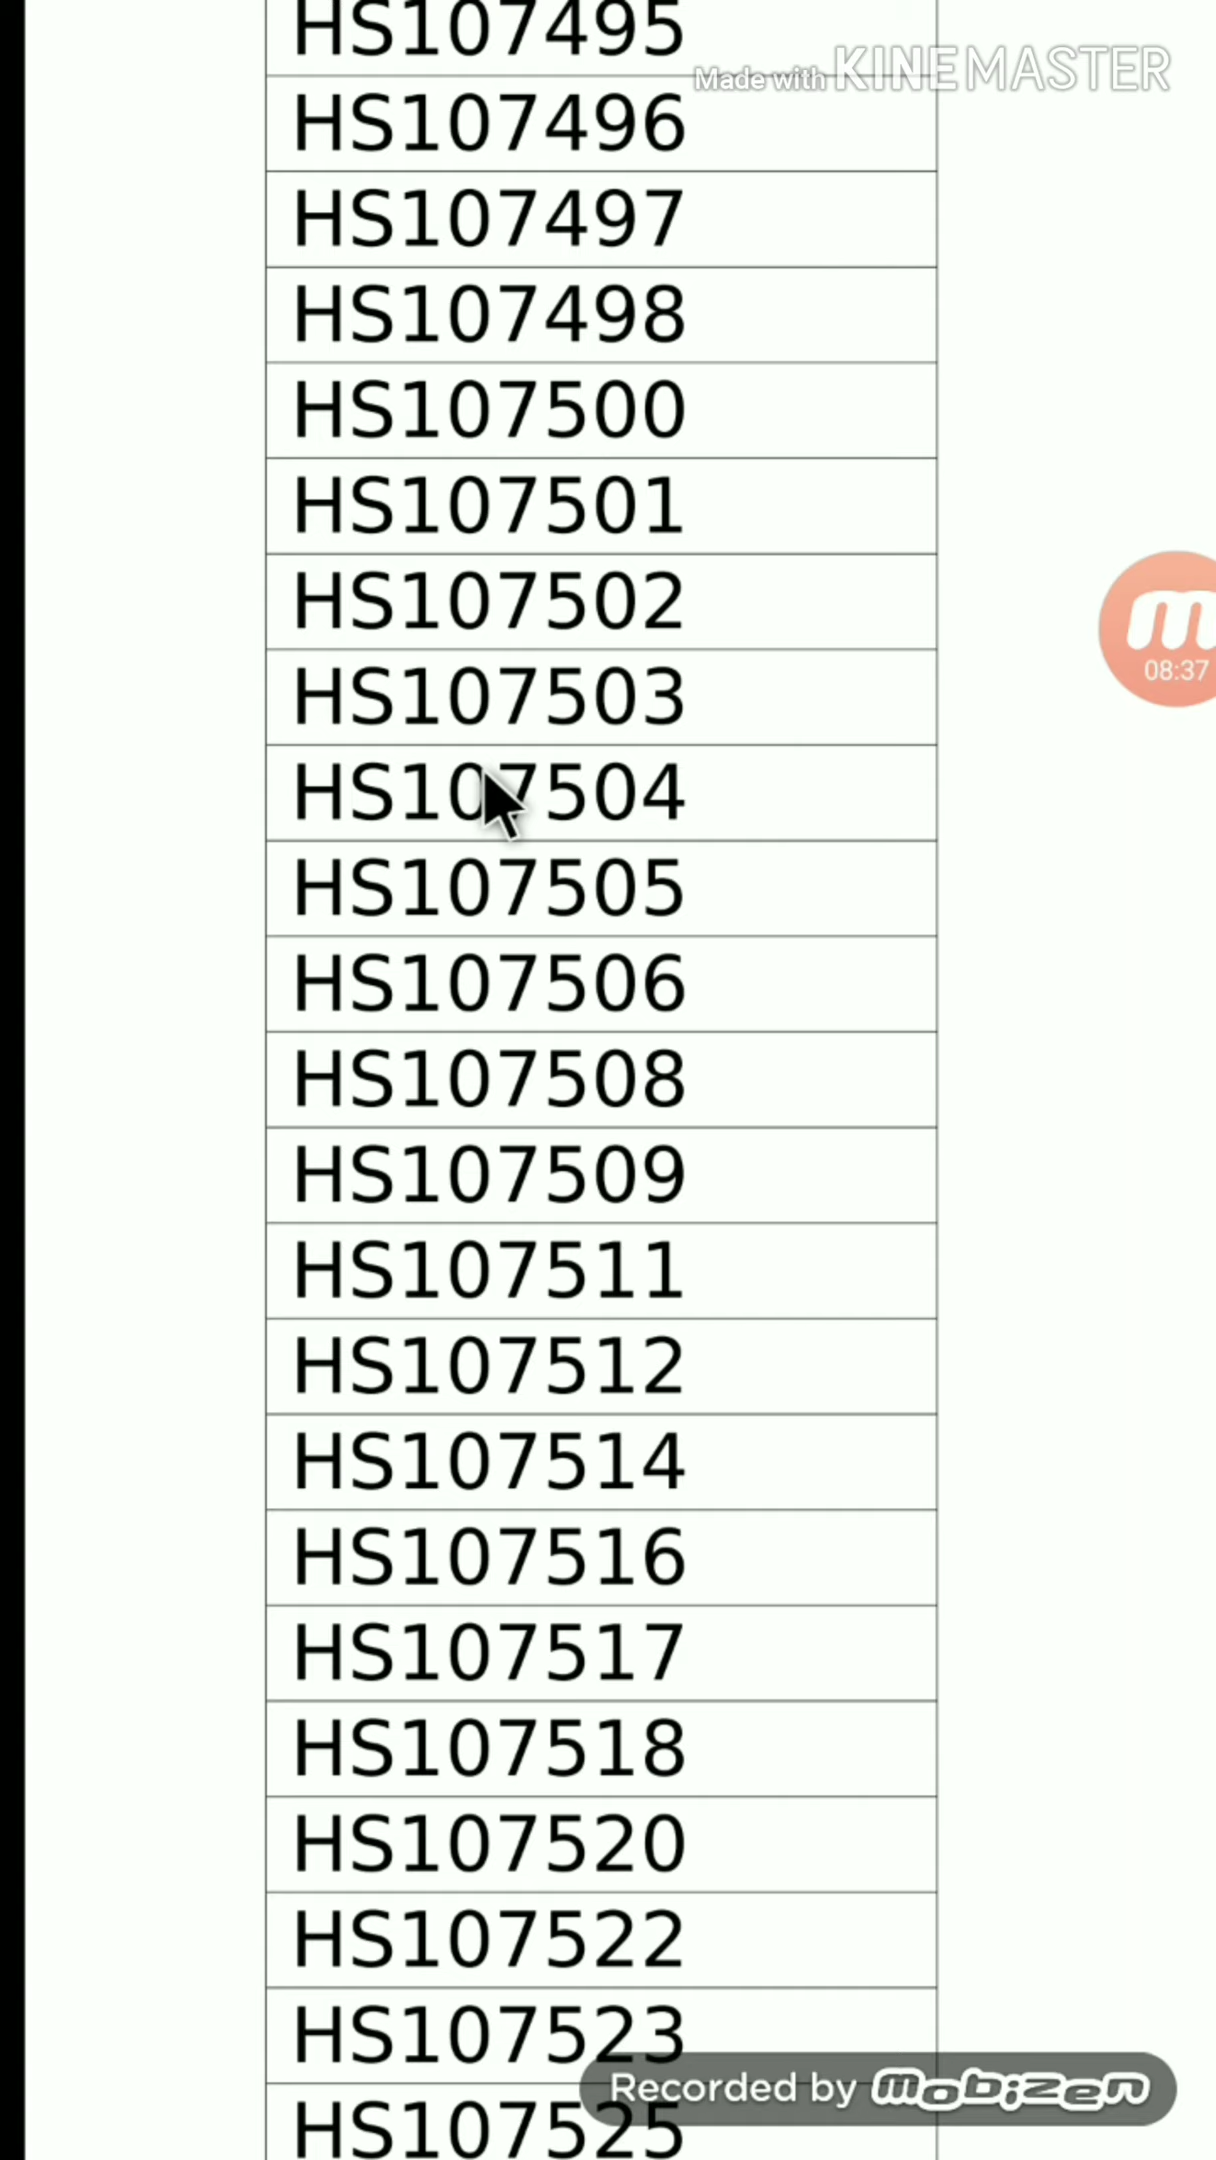 HS107495
Made with KINEMASTER
HS107496
HS107497
HS107498
HS107500
HS107501
HS107502
HS107503
08:37
HS107504
HS107505
HS107506
HS107508
HS107509
HS107511
HS107512
HS107514
HS107516
HS107517
HS107518
HS107520
HS107522
HS107523
Recorded by mobizen
HS107525